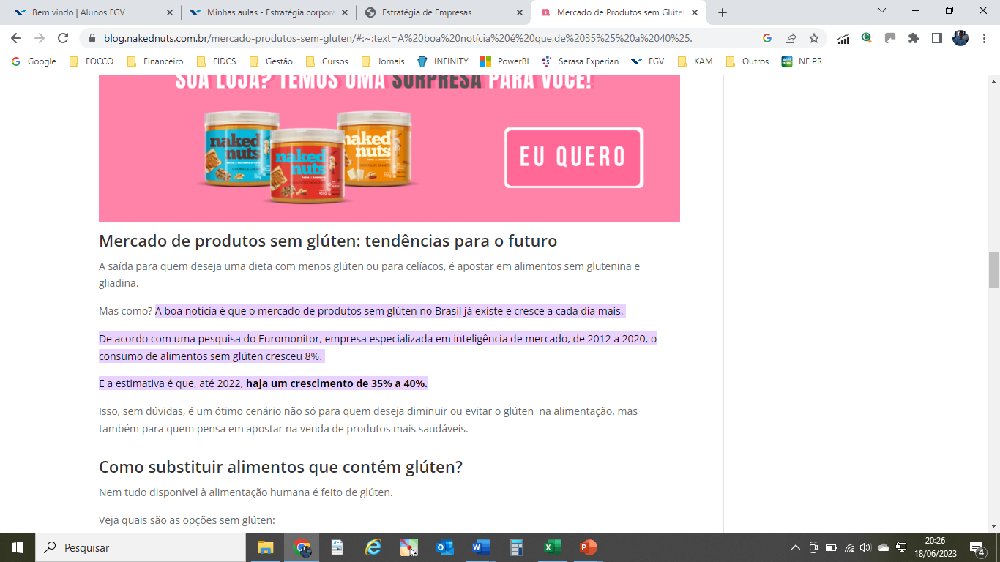 Bem vindo | Alunos FGV
Minhas aulas - Estratégia corpora
Estratégia de Empresas
Mercado de Produtos sem Glúten
blog.nakednuts.com.br/mercado-produtos-sem-gluten/#:~:text=A%20boa%20notícia%20é%20que,de%2035%25%20a%2040%25.
Google FOCCO Financeiro FIDCS Gestão Cursos Jornais INFINITY PowerBI Serasa Experian FGV KAM Outros NF PR
SUA LOJA? TEMOS UMA SURPRESA PARA VOCÊ!
naked nuts
naked nuts
naked nuts
EU QUERO
Mercado de produtos sem glúten: tendências para o futuro
A saída para quem deseja uma dieta com menos glúten ou para celíacos, é apostar em alimentos sem glutenina e
gliadina.
Mas como? A boa notícia é que o mercado de produtos sem glúten no Brasil já existe e cresce a cada dia mais.
De acordo com uma pesquisa do Euromonitor, empresa especializada em inteligência de mercado, de 2012 a 2020, o
consumo de alimentos sem glúten cresceu 8%.
E a estimativa é que, até 2022, haja um crescimento de 35% a 40%.
Isso, sem dúvidas, é um ótimo cenário não só para quem deseja diminuir ou evitar o glúten na alimentação, mas
também para quem pensa em apostar na venda de produtos mais saudáveis.
Como substituir alimentos que contém glúten?
Nem tudo disponível à alimentação humana é feito de glúten.
Veja quais são as opções sem glúten:
Pesquisar
20:26
18/06/2023
4